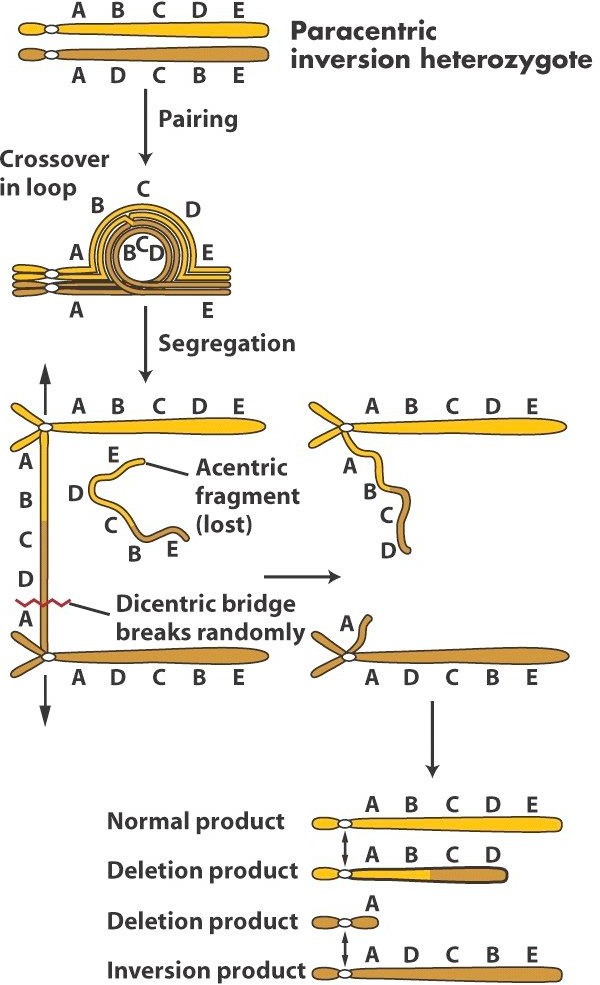 A B C D E
Paracentric
inversion heterozygote
A D C B E
Pairing
Crossover
in loop
C
B D
A B C D E
A E
Segregation
A B C D E
A
B
C
D
A
E
D
C
B E
Acentric
fragment
(lost)
Dicentric bridge
breaks randomly
A D C B E
A B C D E
A
B
C
D
A
A D C B E
A B C D E
Normal product
A B C D
Deletion product
A
Deletion product
A D C B E
Inversion product